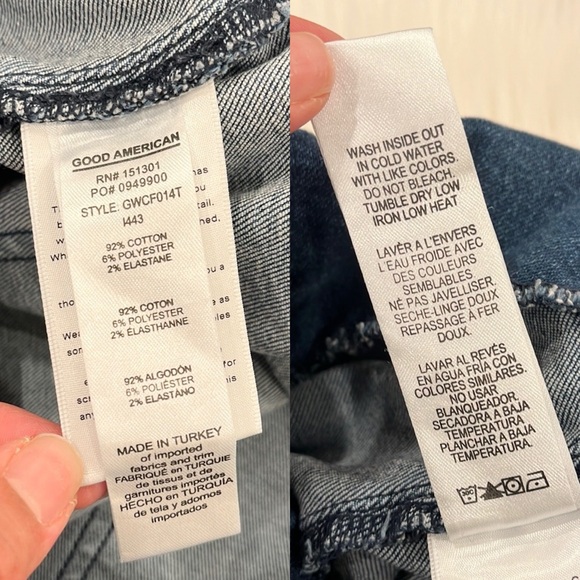 GOOD AMERICAN
RN# 151301
PO# 0949900
STYLE: GWCF014T
I443
92% COTTON
6% POLYESTER
2% ELASTANE
92% COTON
6% POLYESTER
2% ÉLASTHANNE
92% ALGODÓN
6% POLIÉSTER
2% ELASTANO
MADE IN TURKEY
of imported
fabrics and trim
FABRIQUÉ EN TURQUIE
de tissus et de
garnitures importés
HECHO EN TURQUÍA
de tela y adornos
importados
WASH INSIDE OUT
IN COLD WATER
WITH LIKE COLORS.
DO NOT BLEACH.
TUMBLE DRY LOW
IRON LOW HEAT
LAVÈR A L'ENVERS
L'EAU FROIDE AVEC
DES COULEURS
SEMBLABLES
NÉ PAS JAVELLISER
SECHE-LINGE DOUX
REPASSAGE À FER
DOUX.
LAVAR AL REVÉS
EN AGUA FRÍA CON
COLORES SIMILARES.
NO USAR
BLANQUEADOR.
SECADORA A BAJA
TEMPERATURA.
PLANCHAR A BAJA
TEMPERATURA.